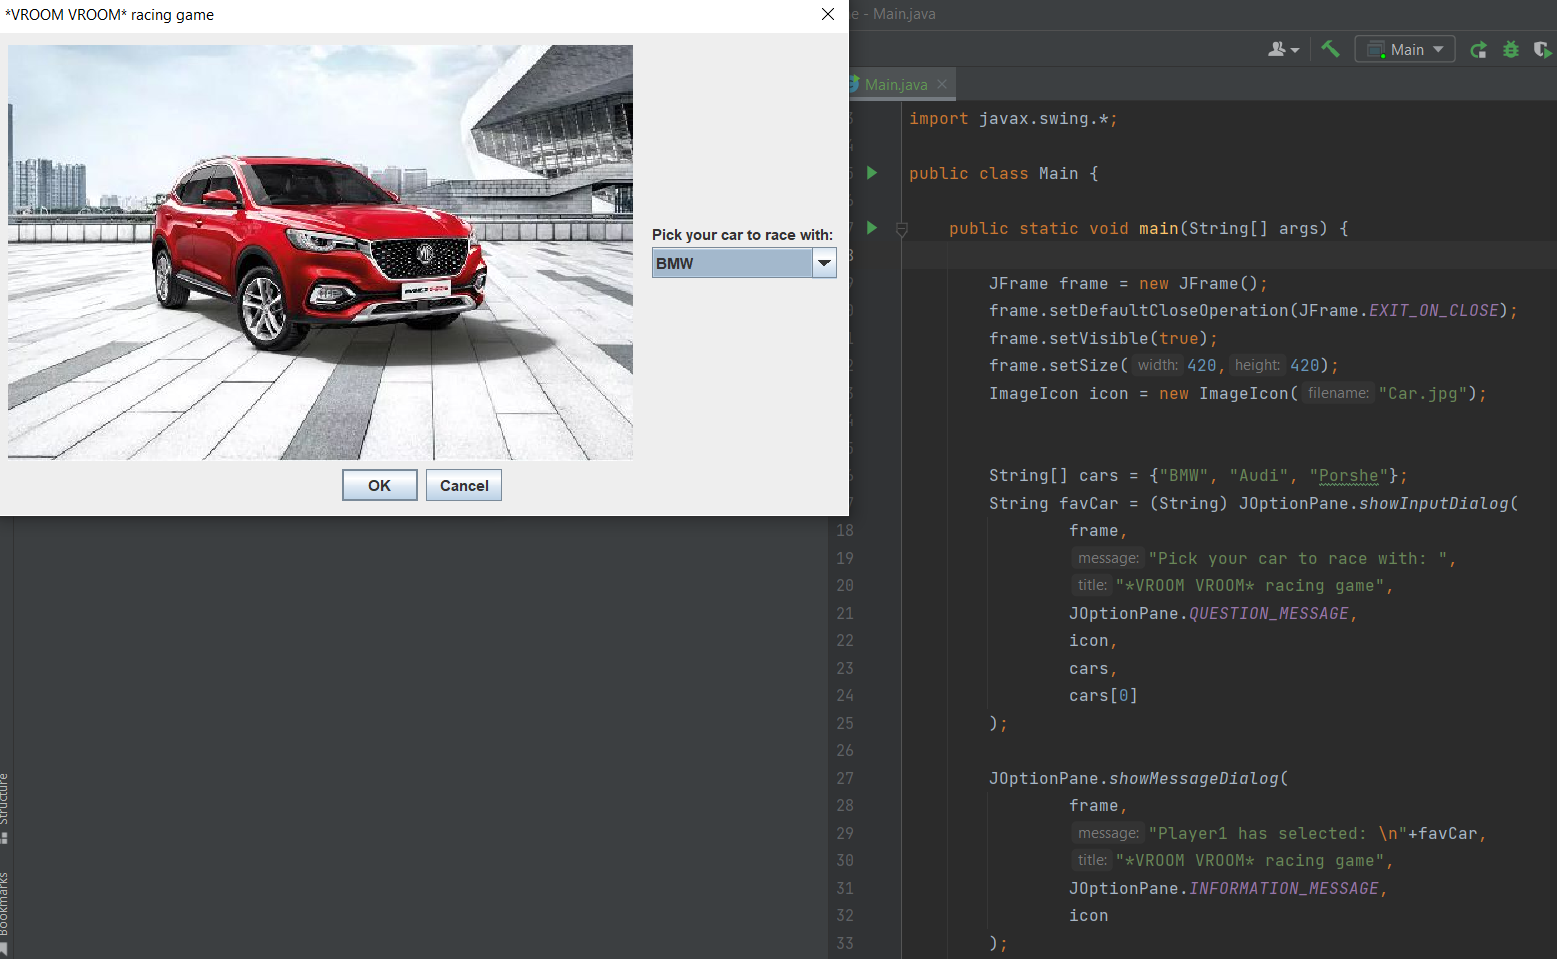 *VROOM VROOM* racing game
MG
Pick your car to race with:
BMW
OK
Cancel
e - Main.java
Main
Main.java
import javax.swing.*;
public class Main {
public static void main(String[] args) {
JFrame frame = new JFrame();
frame.setDefaultCloseOperation(JFrame.EXIT_ON_CLOSE);
frame.setVisible(true);
frame.setSize( width: 420, height: 420);
ImageIcon icon = new ImageIcon( filename: "Car.jpg");
String[] cars = {"BMW", "Audi", "Porshe"};
String favCar = (String) JOptionPane.showInputDialog(
18 frame,
19 message: "Pick your car to race with: ",
20 title: "*VROOM VROOM* racing game",
21 JOptionPane.QUESTION_MESSAGE,
22 icon,
23 cars,
24 cars[0]
25 );
26
27 JOptionPane.showMessageDialog(
28 frame,
29 message: "Player1 has selected: \n"+favCar,
30 title: "*VROOM VROOM* racing game",
31 JOptionPane.INFORMATION_MESSAGE,
32 icon
33 );
Structure
Bookmarks